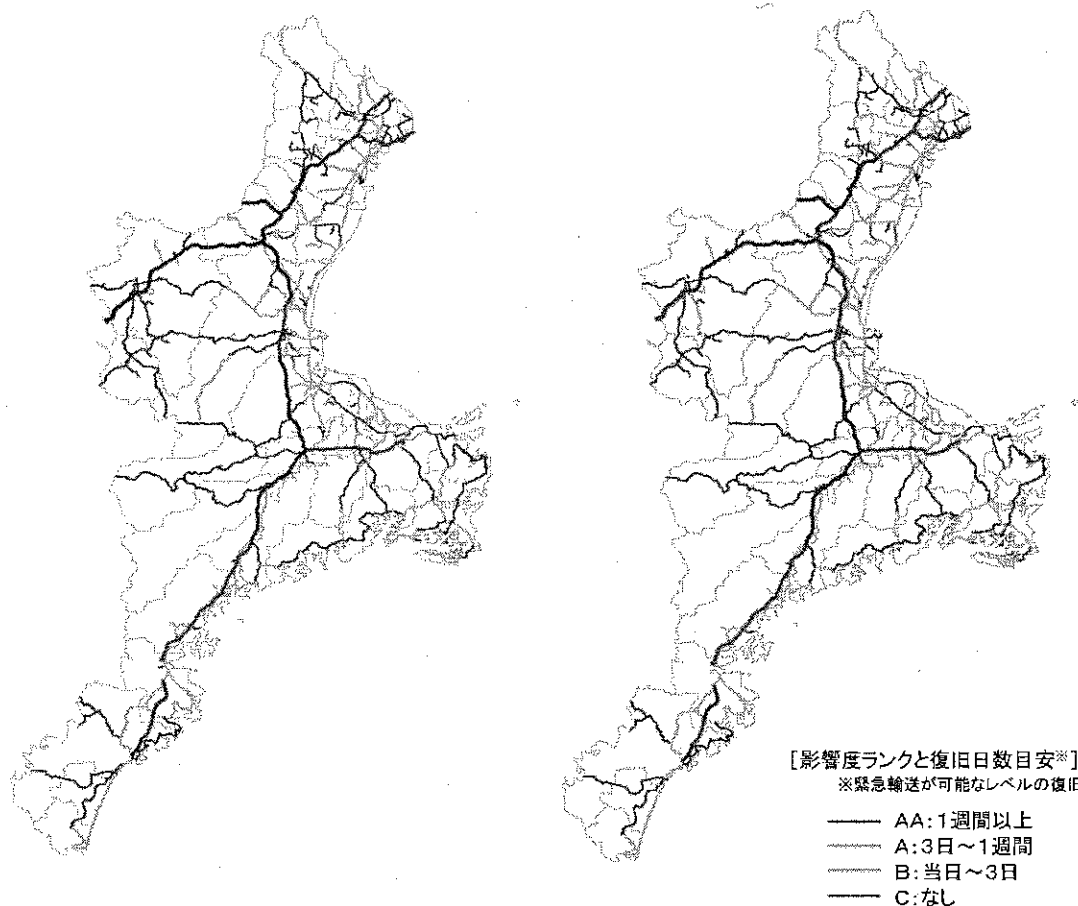 [影響度ランクと復旧日数目安※]
※緊急輸送が可能なレベルの復旧
AA:1週間以上
A:3日〜1週間
B:当日〜3日
C:なし